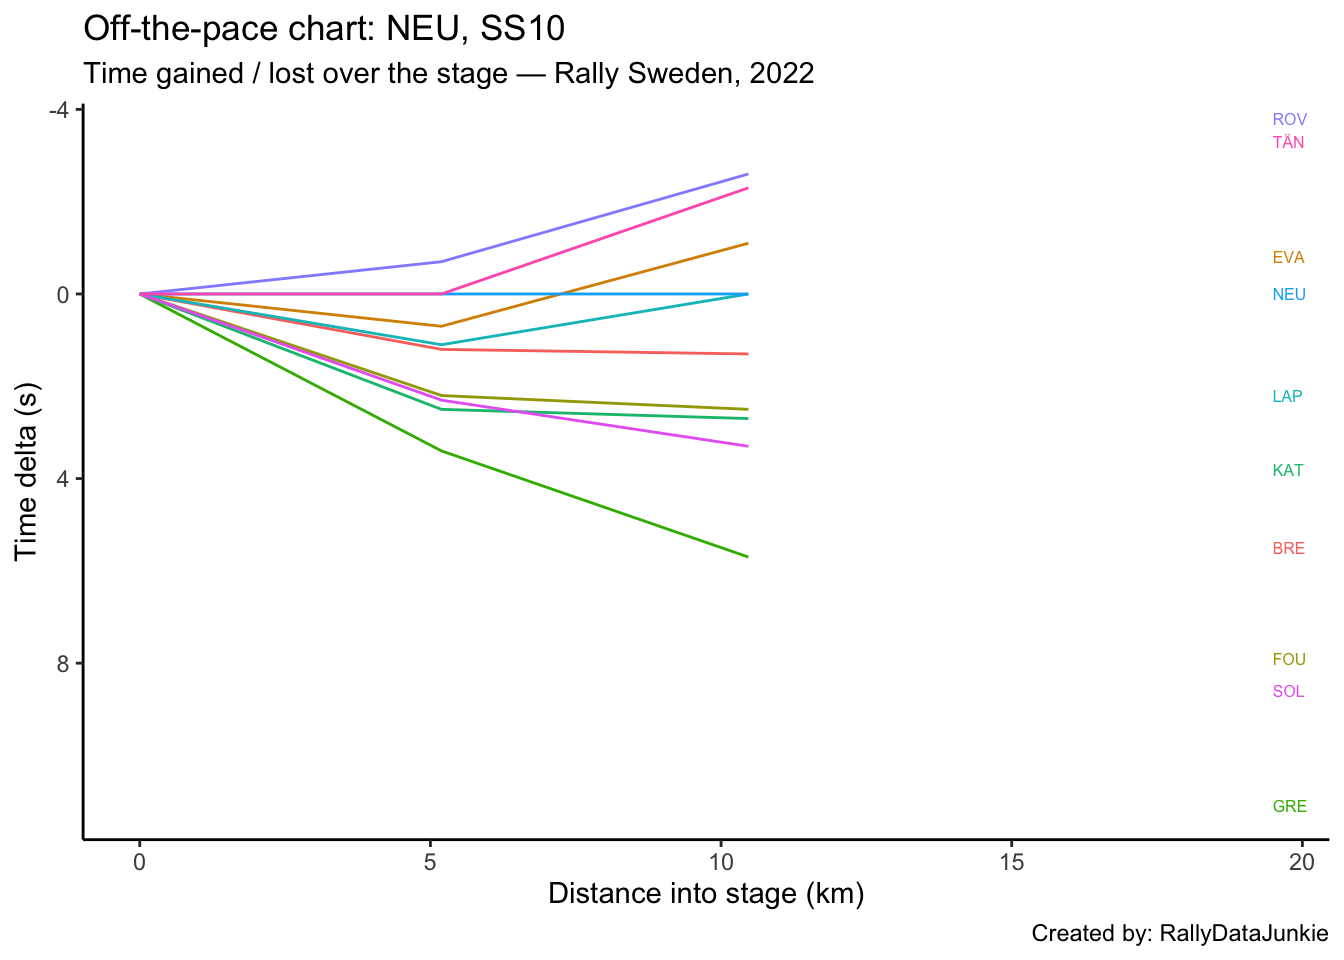 Off-the-pace chart: NEU, SS10
Time gained / lost over the stage — Rally Sweden, 2022
-4
0
4
8
Time delta (s)
ROV
TÄN
EVA
NEU
LAP
KAT
BRE
FOU
SOL
GRE
0 5 10 15 20
Distance into stage (km)
Created by: RallyDataJunkie